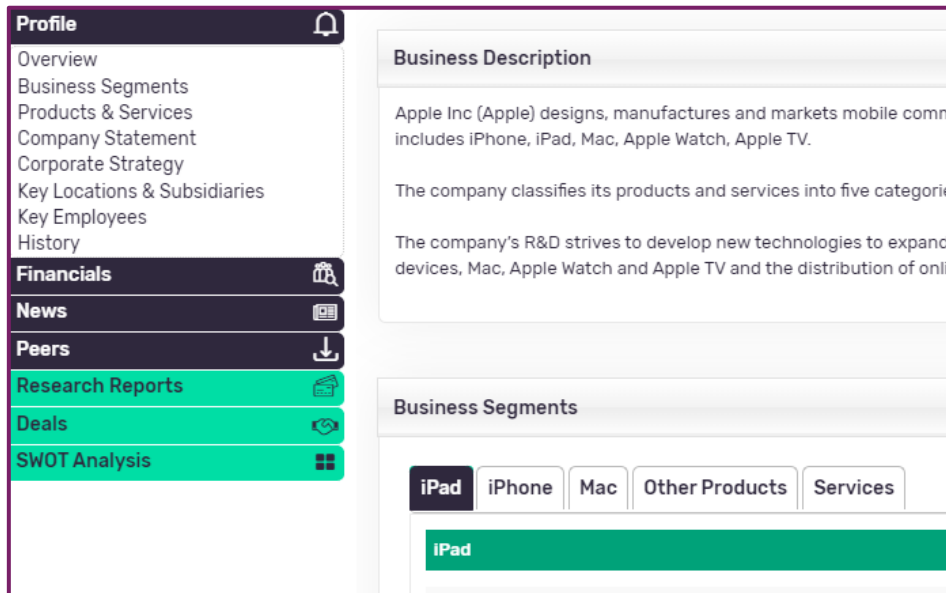 Profile
Overview
Business Segments
Products & Services
Company Statement
Corporate Strategy
Key Locations & Subsidiaries
Key Employees
History
Financials
News
Peers
Research Reports
Deals
SWOT Analysis
Business Description
Apple Inc (Apple) designs, manufactures and markets mobile
includes iPhone, iPad, Mac, Apple Watch, Apple TV.
The company classifies its products and services into five
The company's R&D strives to develop new technologies to expand
devices, Mac, Apple Watch and Apple TV and the distribution of
Business Segments
iPad iPhone Mac Other Products Services
iPad